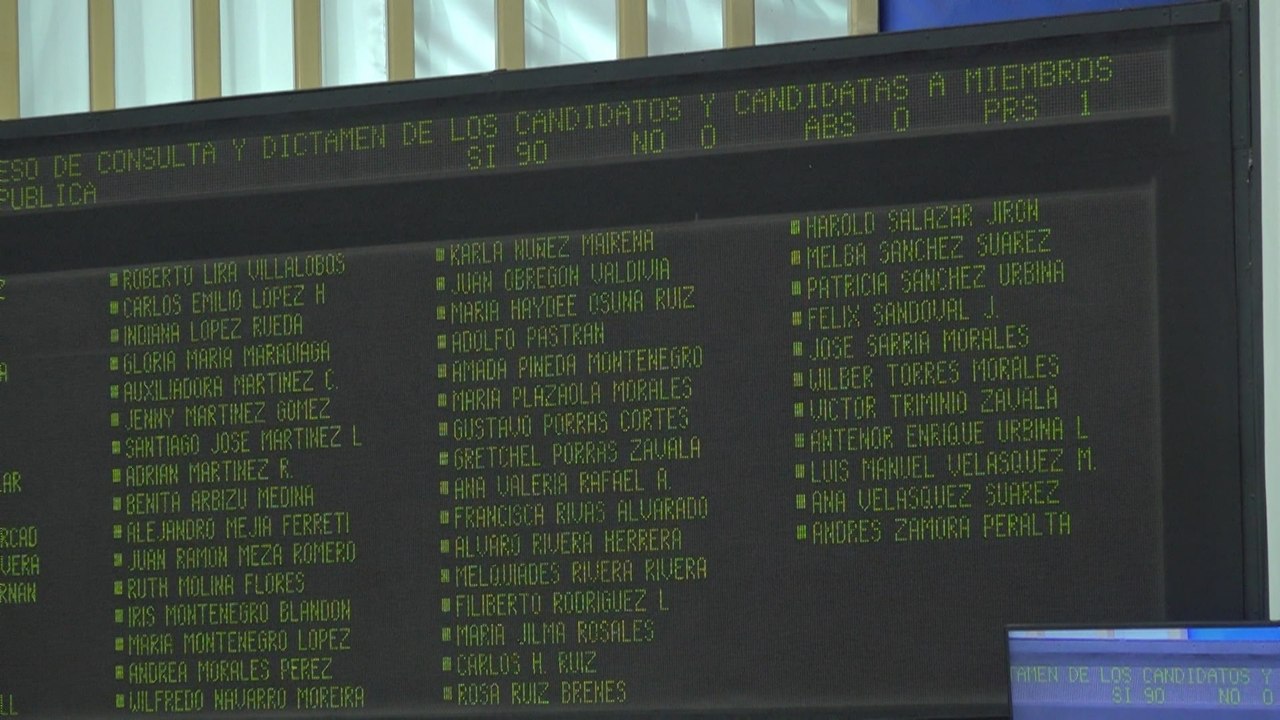 ESO DE CONSULTA Y DICTAMEN DE LOS CANDIDATOS Y CANDIDATAS A MIEMBROS
PUBLICA SI 90 NO 0 ABS 0 PRS 1
ROBERTO LIRA VILLALOBOS
CARLOS EMILIO LOPEZ H
INDIANA LOPEZ RUEDA
GLORIA MARIA MARADIAGA
AUXILIADORA MARTINEZ C.
JENNY MARTINEZ GOMEZ
SANTIAGO JOSE MARTINEZ L
ADRIAN MARTINEZ R.
BENITA ARBIZU MEDINA
ALEJANDRO MEJIA FERRETI
JUAN RAMON MEZA ROMERO
RUTH MOLINA FLORES
IRIS MONTENEGRO BLANDON
MARIA MONTENEGRO LOPEZ
ANDREA MORALES PEREZ
WILFREDO NAVARRO MOREIRA
KARLA NUÑEZ MAIRENA
JUAN OBREGON VALDIVIA
MARIA HAYDEE OSUNA RUIZ
ADOLFO PASTRAN
AMADA PINEDA MONTENEGRO
MARIA PLAZAOLA MORALES
GUSTAVO PORRAS CORTES
GRETCHEL PORRAS ZAVALA
ANA VALERIA RAFAEL A.
FRANCISCA RIVAS ALVARADO
ALVARO RIVERA HERRERA
MELQUIADES RIVERA RIVERA
FILIBERTO RODRIGUEZ L
MARIA JILMA ROSALES
CARLOS H. RUIZ
ROSA RUIZ BRENES
HAROLD SALAZAR JIRON
MELBA SANCHEZ SUAREZ
PATRICIA SANCHEZ URBINA
FELIX SANDOVAL J.
JOSE SARRIA MORALES
WILBER TORRES MORALES
VICTOR TRIMINIO ZAVALA
ANTENOR ENRIQUE URBINA L
LUIS MANUEL VELASQUEZ M.
ANA VELASQUEZ SUAREZ
ANDRES ZAMORA PERALTA
Z
A
LAR
RCAD
VERA
RNAN
LL
TAMEN DE LOS CANDIDATOS Y
SI 90 NO 0